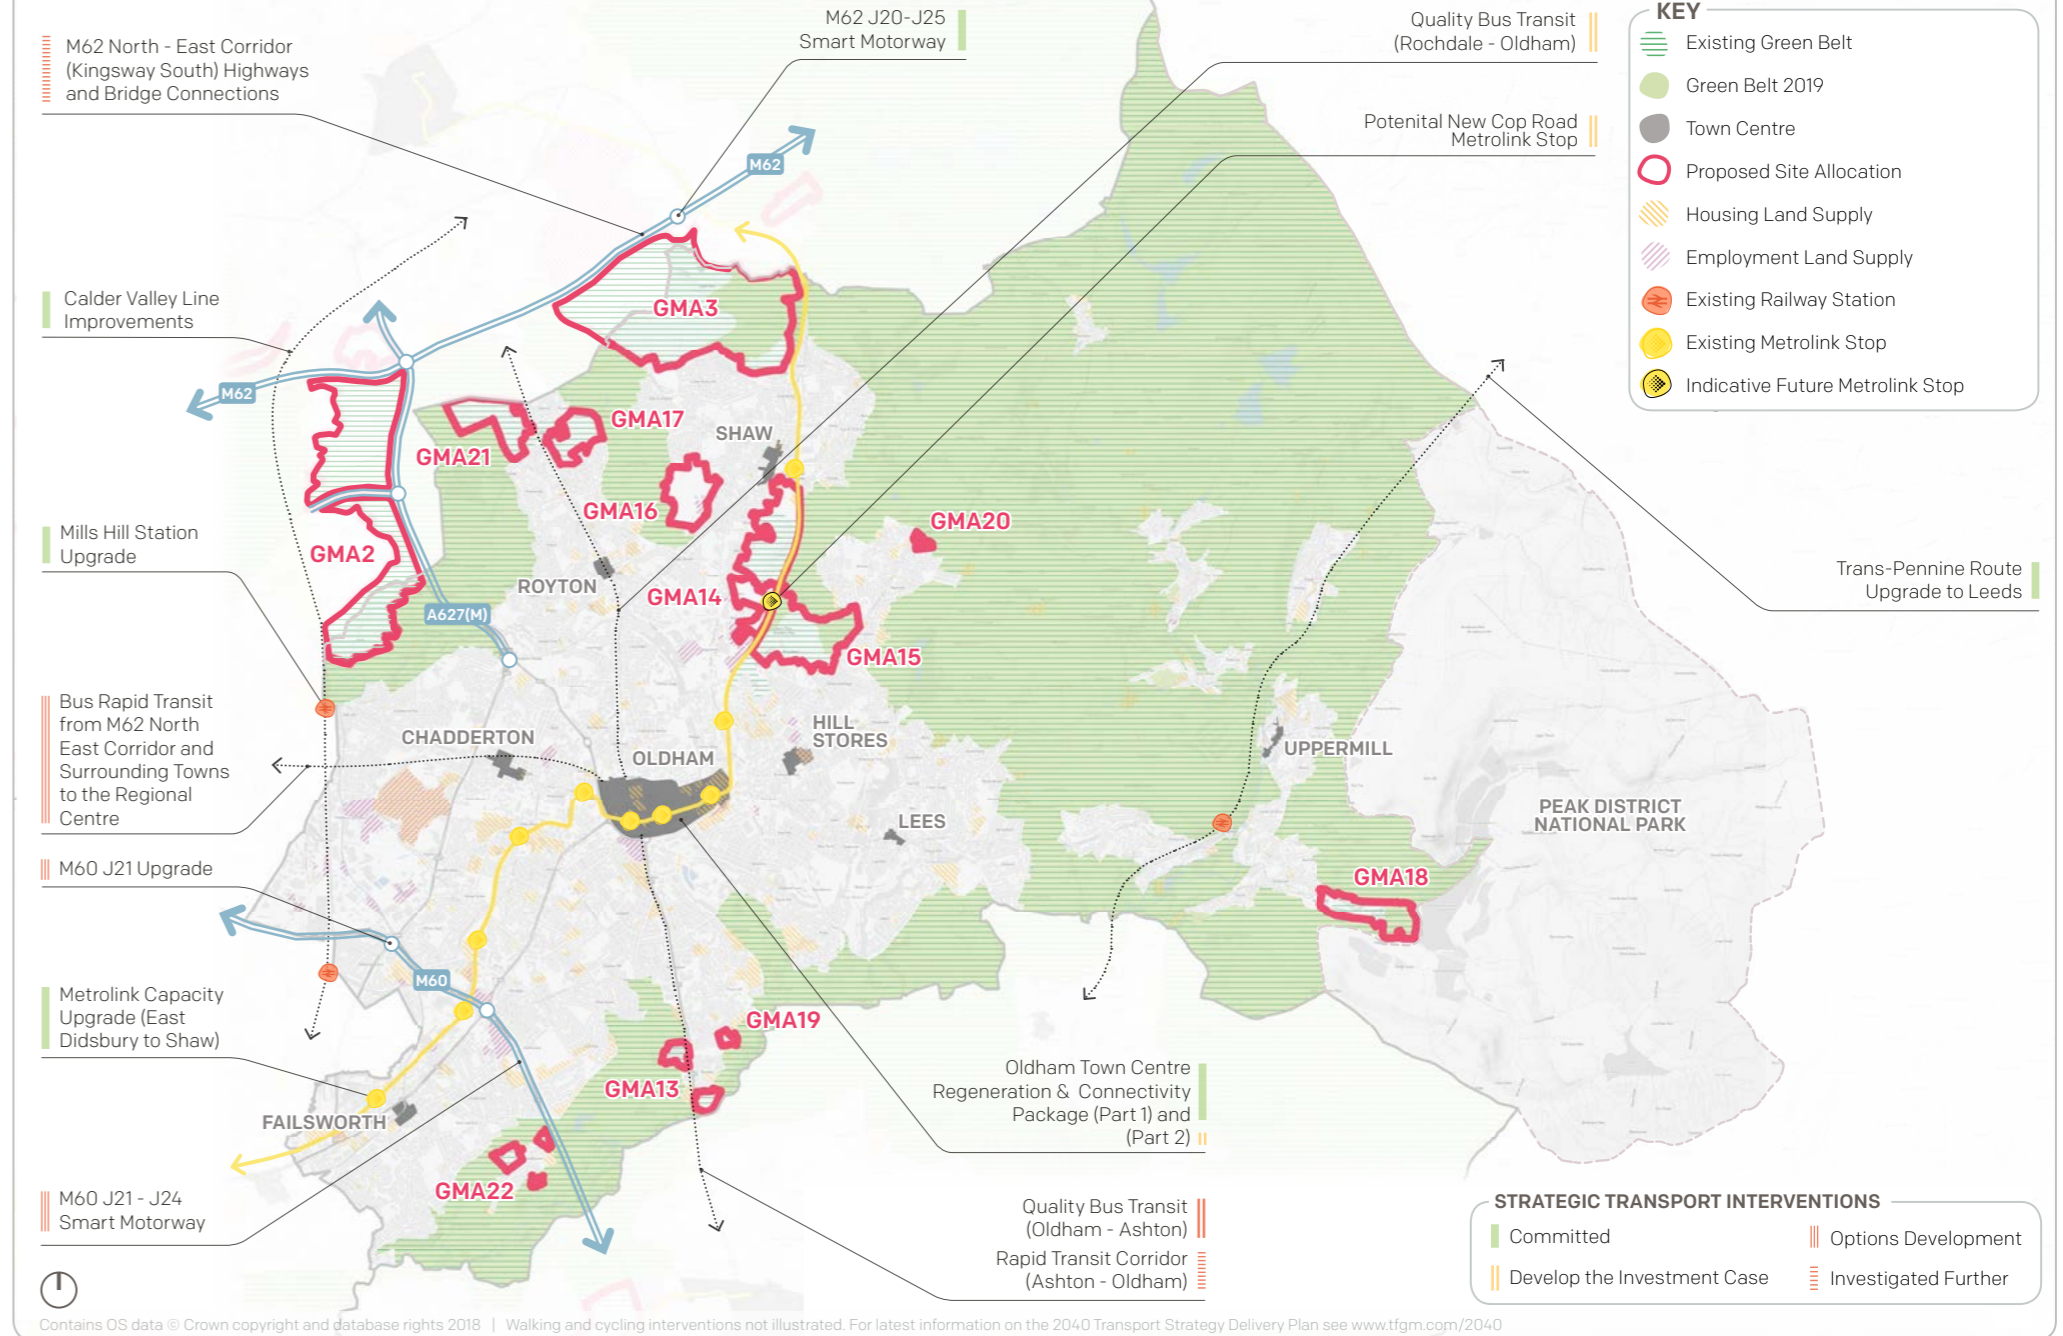 M62 North - East Corridor
(Kingsway South) Highways
and Bridge Connections
M62 J20-J25
Smart Motorway
Quality Bus Transit
(Rochdale - Oldham)
Potenital New Cop Road
Metrolink Stop
KEY
Existing Green Belt
Green Belt 2019
Town Centre
Proposed Site Allocation
Housing Land Supply
Employment Land Supply
Existing Railway Station
Existing Metrolink Stop
Indicative Future Metrolink Stop
Calder Valley Line
Improvements
Mills Hill Station
Upgrade
Bus Rapid Transit
from M62 North
East Corridor and
Surrounding Towns
to the Regional
Centre
M60 J21 Upgrade
Metrolink Capacity
Upgrade (East
Didsbury to Shaw)
M60 J21 - J24
Smart Motorway
M62
M62
GMA3
GMA17
GMA21
SHAW
GMA16
GMA20
GMA2
ROYTON
GMA14
A627(M)
GMA15
CHADDERTON
OLDHAM
HILL
STORES
UPPERMILL
LEES
PEAK DISTRICT
NATIONAL PARK
GMA18
M60
GMA19
GMA13
FAILSWORTH
GMA22
Trans-Pennine Route
Upgrade to Leeds
Oldham Town Centre
Regeneration & Connectivity
Package (Part 1) and
(Part 2)
Quality Bus Transit
(Oldham - Ashton)
Rapid Transit Corridor
(Ashton - Oldham)
STRATEGIC TRANSPORT INTERVENTIONS
Committed
Options Development
Develop the Investment Case
Investigated Further
Contains OS data © Crown copyright and database rights 2018 | Walking and cycling interventions not illustrated. For latest information on the 2040 Transport Strategy Delivery Plan see www.tfgm.com/2040